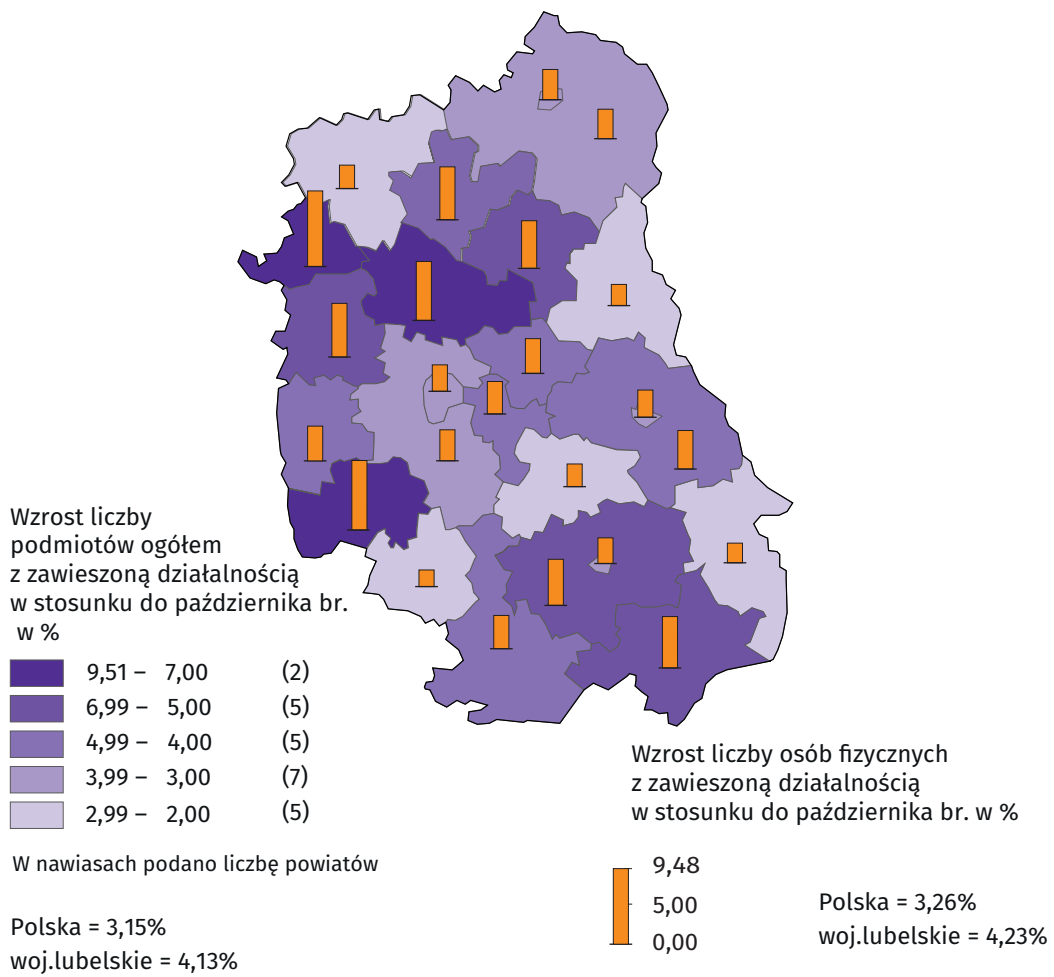 Wzrost liczby
podmiotów ogółem
z zawieszoną działalnością
w stosunku do października br.
w %
9,51 – 7,00 (2)
6,99 – 5,00 (5)
4,99 – 4,00 (5)
3,99 – 3,00 (7)
2,99 – 2,00 (5)
W nawiasach podano liczbę powiatów
Polska = 3,15%
woj.lubelskie = 4,13%
Wzrost liczby osób fizycznych
z zawieszoną działalnością
w stosunku do października br. w %
9,48
5,00
0,00
Polska = 3,26%
woj.lubelskie = 4,23%